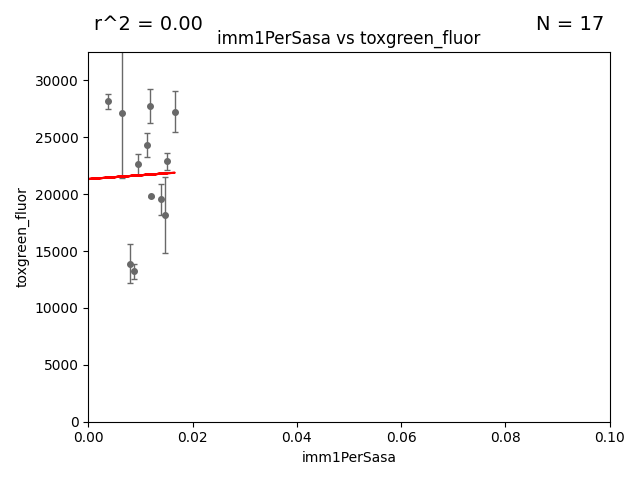 r^2 = 0.00
N = 17
imm1PerSasa vs toxgreen_fluor
30000
25000
20000
15000
10000
5000
0
toxgreen_fluor
0.00
0.02
0.04
0.06
0.08
0.10
imm1PerSasa